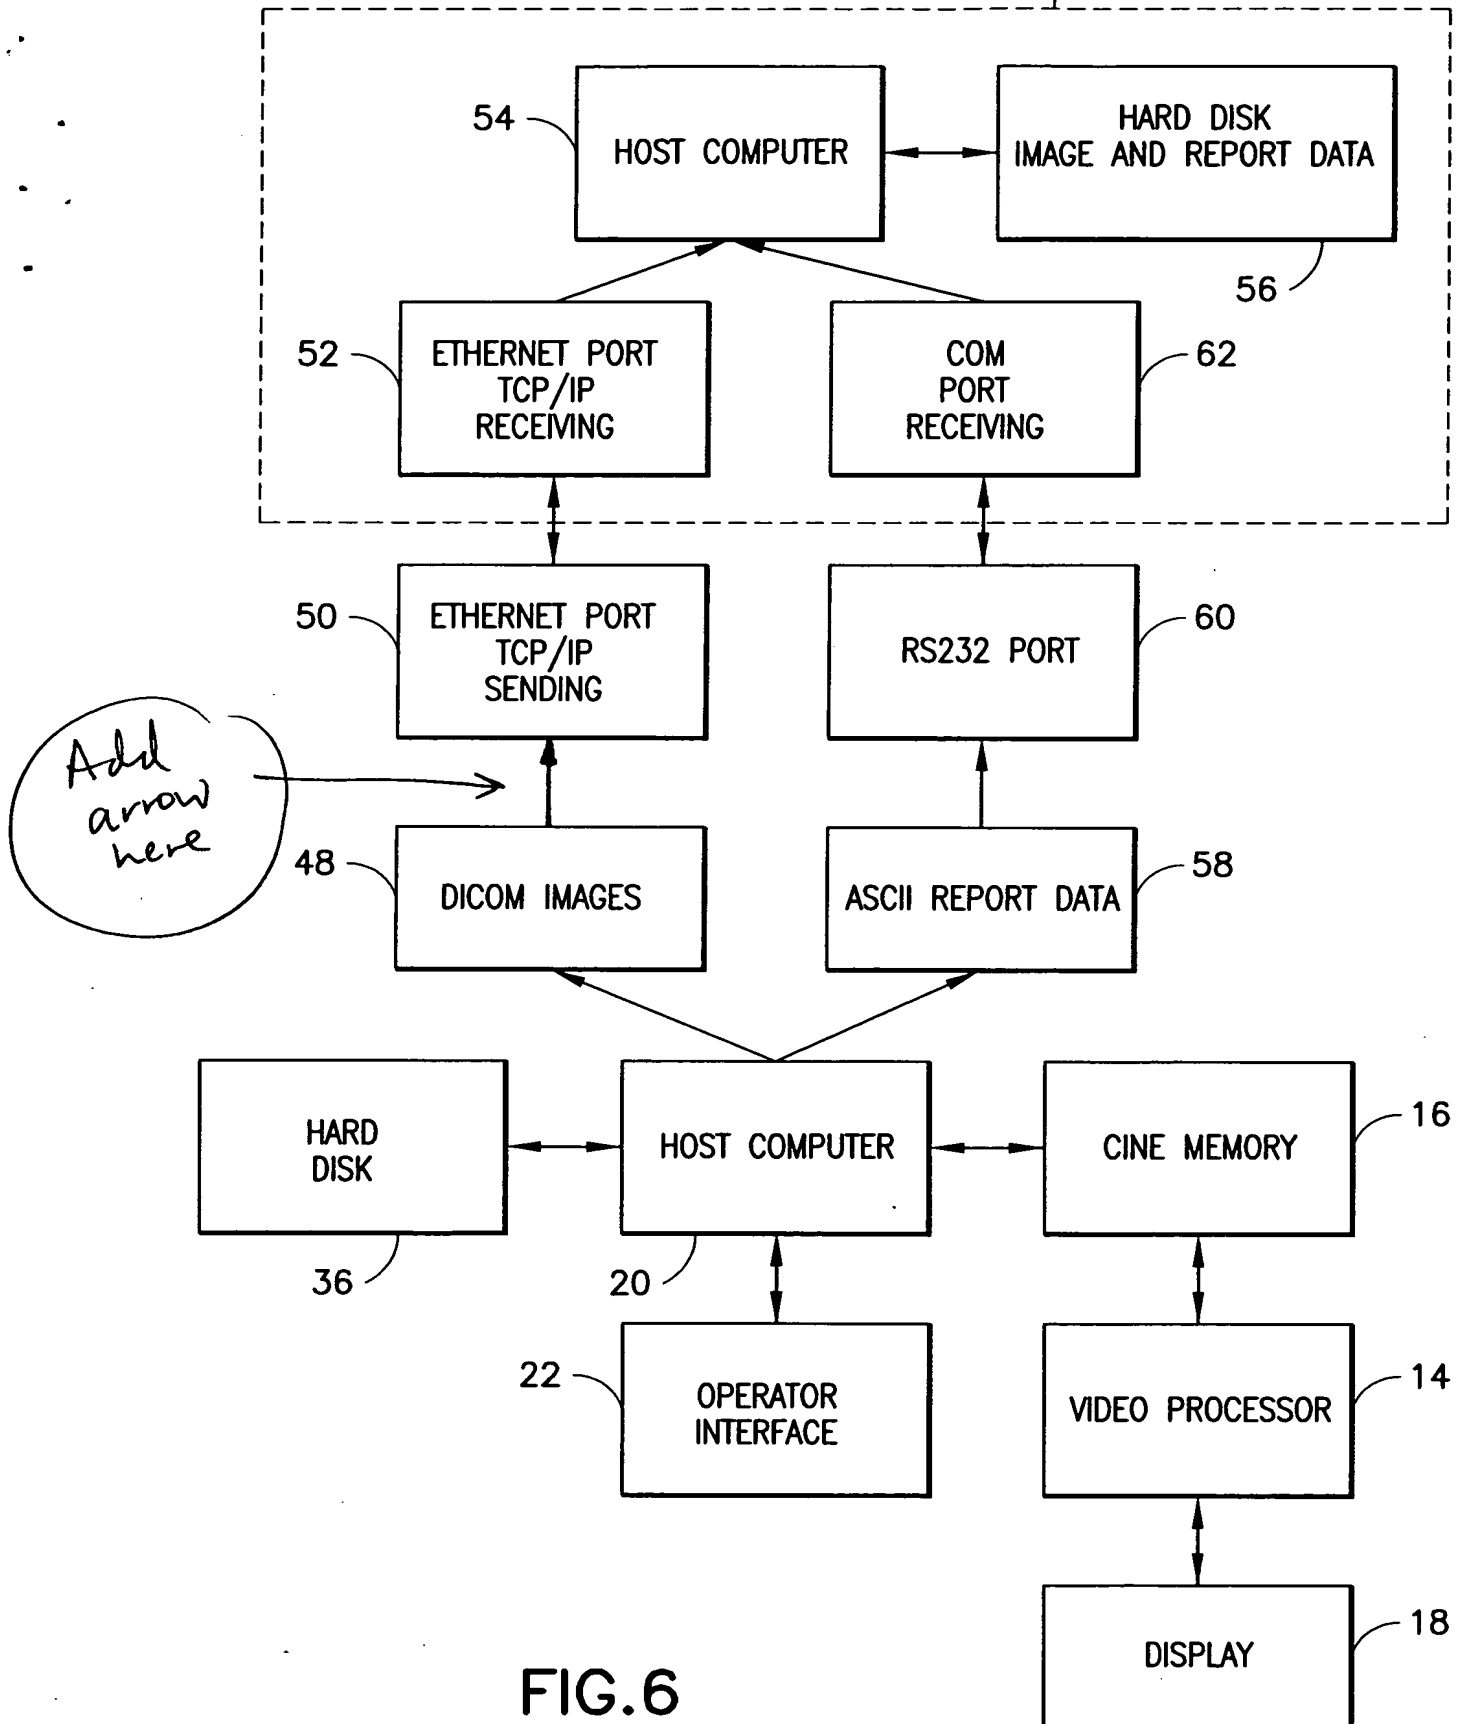 54
HOST COMPUTER
HARD DISK
IMAGE AND REPORT DATA
56
52
ETHERNET PORT
TCP/IP
RECEIVING
COM
PORT
RECEIVING
62
50
ETHERNET PORT
TCP/IP
SENDING
RS232 PORT
60
Add
arrow
here
48
DICOM IMAGES
ASCII REPORT DATA
58
HARD
DISK
36
HOST COMPUTER
20
CINE MEMORY
16
22
OPERATOR
INTERFACE
VIDEO PROCESSOR
14
DISPLAY
18
FIG.6